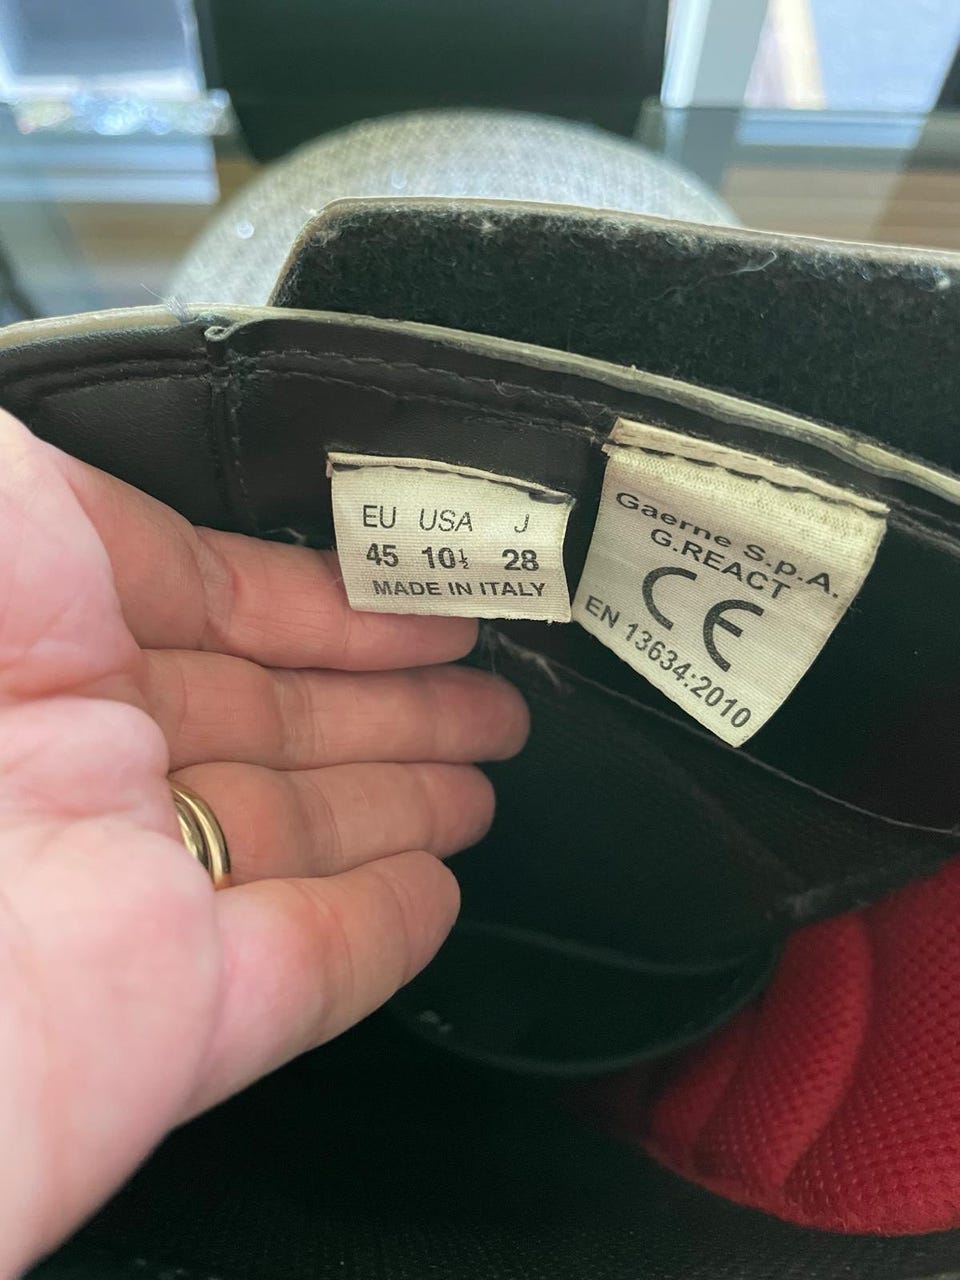 EU USA J
45 10½ 28
MADE IN ITALY
Gaerne S.p.A.
G.REACT
CE
EN 13634:2010